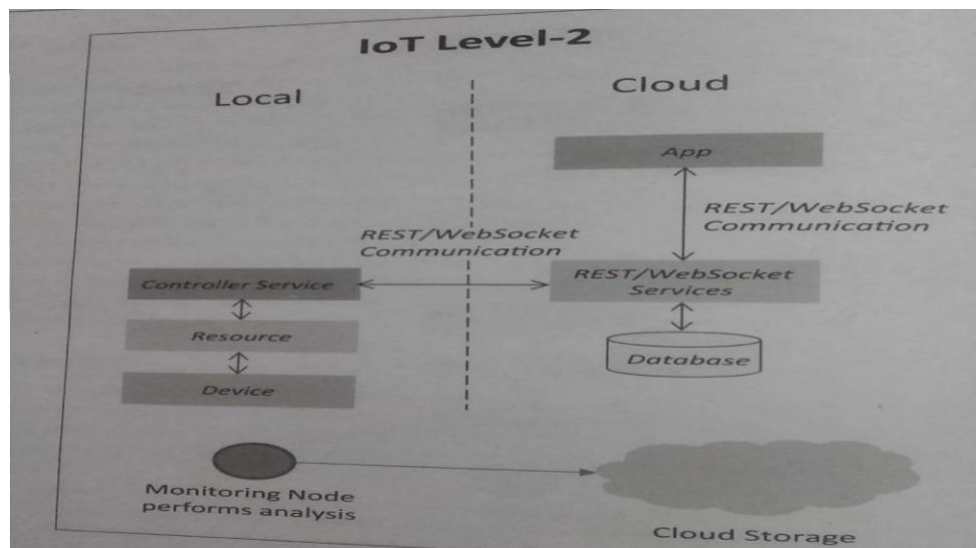 IoT Level-2
Local
Cloud
App
REST/WebSocket
Communication
REST/WebSocket
Communication
Controller Service
REST/WebSocket
Services
Resource
Database
Device
Monitoring Node
performs analysis
Cloud Storage